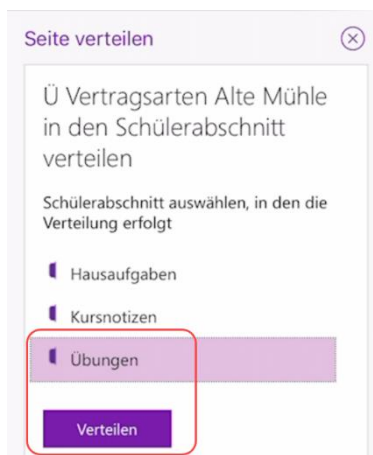 Seite verteilen
Ü Vertragsarten Alte Mühle
in den Schülerabschnitt
verteilen
Schülerabschnitt auswählen, in den die
Verteilung erfolgt
Hausaufgaben
Kursnotizen
Übungen
Verteilen